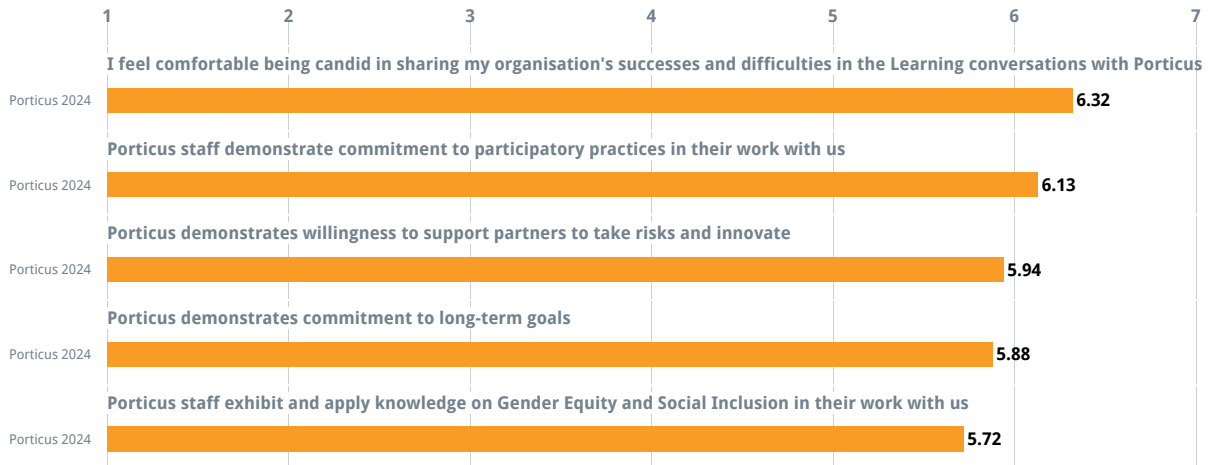 1 2 3 4 5 6 7
I feel comfortable being candid in sharing my organisation's successes and difficulties in the Learning conversations with Porticus
Porticus 2024 6.32
Porticus staff demonstrate commitment to participatory practices in their work with us
Porticus 2024 6.13
Porticus demonstrates willingness to support partners to take risks and innovate
Porticus 2024 5.94
Porticus demonstrates commitment to long-term goals
Porticus 2024 5.88
Porticus staff exhibit and apply knowledge on Gender Equity and Social Inclusion in their work with us
Porticus 2024 5.72